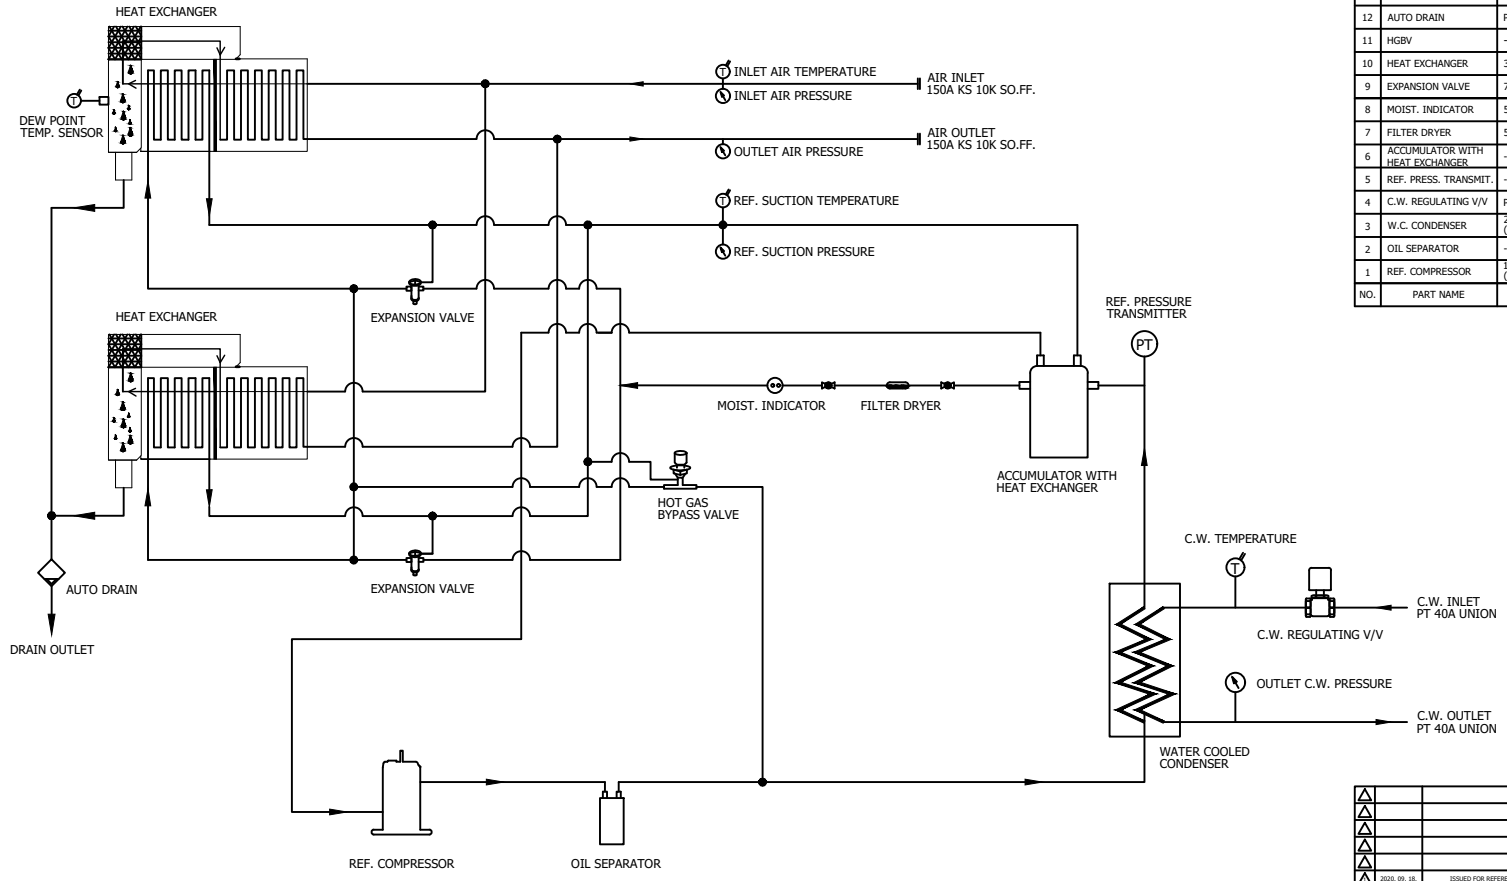 HEAT EXCHANGER
T
DEW POINT
TEMP. SENSOR
T
INLET AIR TEMPERATURE
INLET AIR PRESSURE
AIR INLET
150A KS 10K SO.FF.
AIR OUTLET
150A KS 10K SO.FF.
OUTLET AIR PRESSURE
T
REF. SUCTION TEMPERATURE
REF. SUCTION PRESSURE
EXPANSION VALVE
HEAT EXCHANGER
REF. PRESSURE
TRANSMITTER
PT
MOIST. INDICATOR
FILTER DRYER
ACCUMULATOR WITH
HEAT EXCHANGER
HOT GAS
BYPASS VALVE
EXPANSION VALVE
AUTO DRAIN
DRAIN OUTLET
C.W. TEMPERATURE
T
C.W. INLET
PT 40A UNION
C.W. REGULATING V/V
OUTLET C.W. PRESSURE
C.W. OUTLET
PT 40A UNION
WATER COOLED
CONDENSER
REF. COMPRESSOR
OIL SEPARATOR
12 AUTO DRAIN
11 HGBV -
10 HEAT EXCHANGER 3
9 EXPANSION VALVE 7
8 MOIST. INDICATOR 5
7 FILTER DRYER 5
6 ACCUMULATOR WITH
HEAT EXCHANGER -
5 REF. PRESS. TRANSMIT. -
4 C.W. REGULATING V/V
3 W.C. CONDENSER
2 OIL SEPARATOR -
1 REF. COMPRESSOR
NO. PART NAME
2020. 09. 18. ISSUED FOR